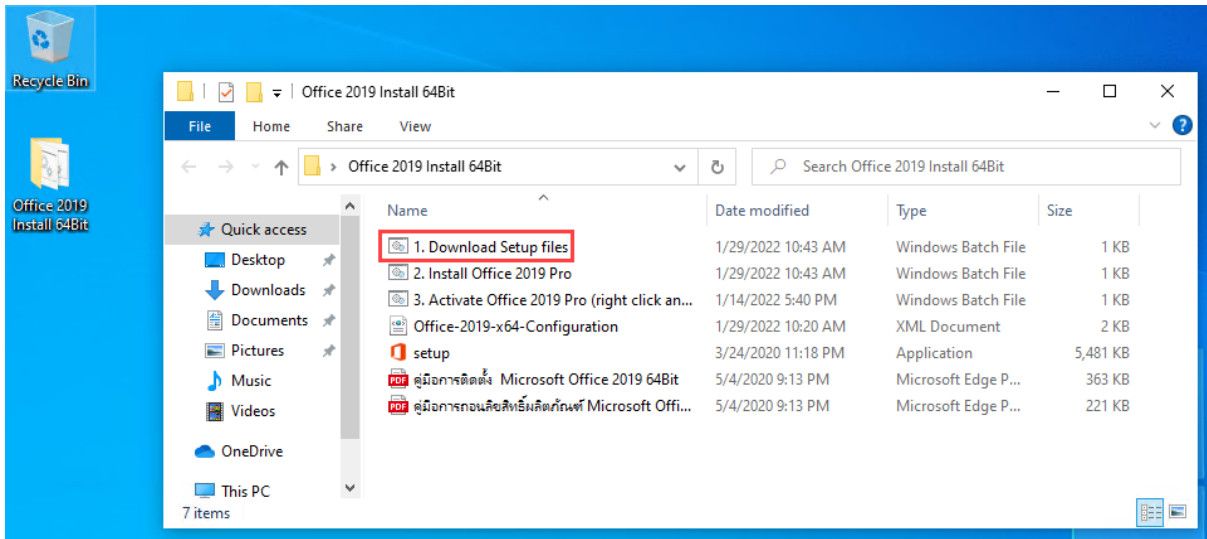 Recycle Bin
Office 2019
Install 64Bit
Office 2019 Install 64Bit
File Home Share View
Office 2019 Install 64Bit
Search Office 2019 Install 64Bit
Name Date modified Type Size
Quick access
Desktop
Downloads
Documents
Pictures
Music
Videos
OneDrive
This PC
1. Download Setup files 1/29/2022 10:43 AM Windows Batch File 1 KB
2. Install Office 2019 Pro 1/29/2022 10:43 AM Windows Batch File 1 KB
3. Activate Office 2019 Pro (right click an... 1/14/2022 5:40 PM Windows Batch File 1 KB
Office-2019-x64-Configuration 1/29/2022 10:20 AM XML Document 2 KB
setup 3/24/2020 11:18 PM Application 5,481 KB
PDF คู่มือการติดตั้ง Microsoft Office 2019 64Bit 5/4/2020 9:13 PM Microsoft Edge P... 363 KB
PDF คู่มือการถอนลิขสิทธิ์ผลิตภัณฑ์ Microsoft Offi... 5/4/2020 9:13 PM Microsoft Edge P... 221 KB
7 items